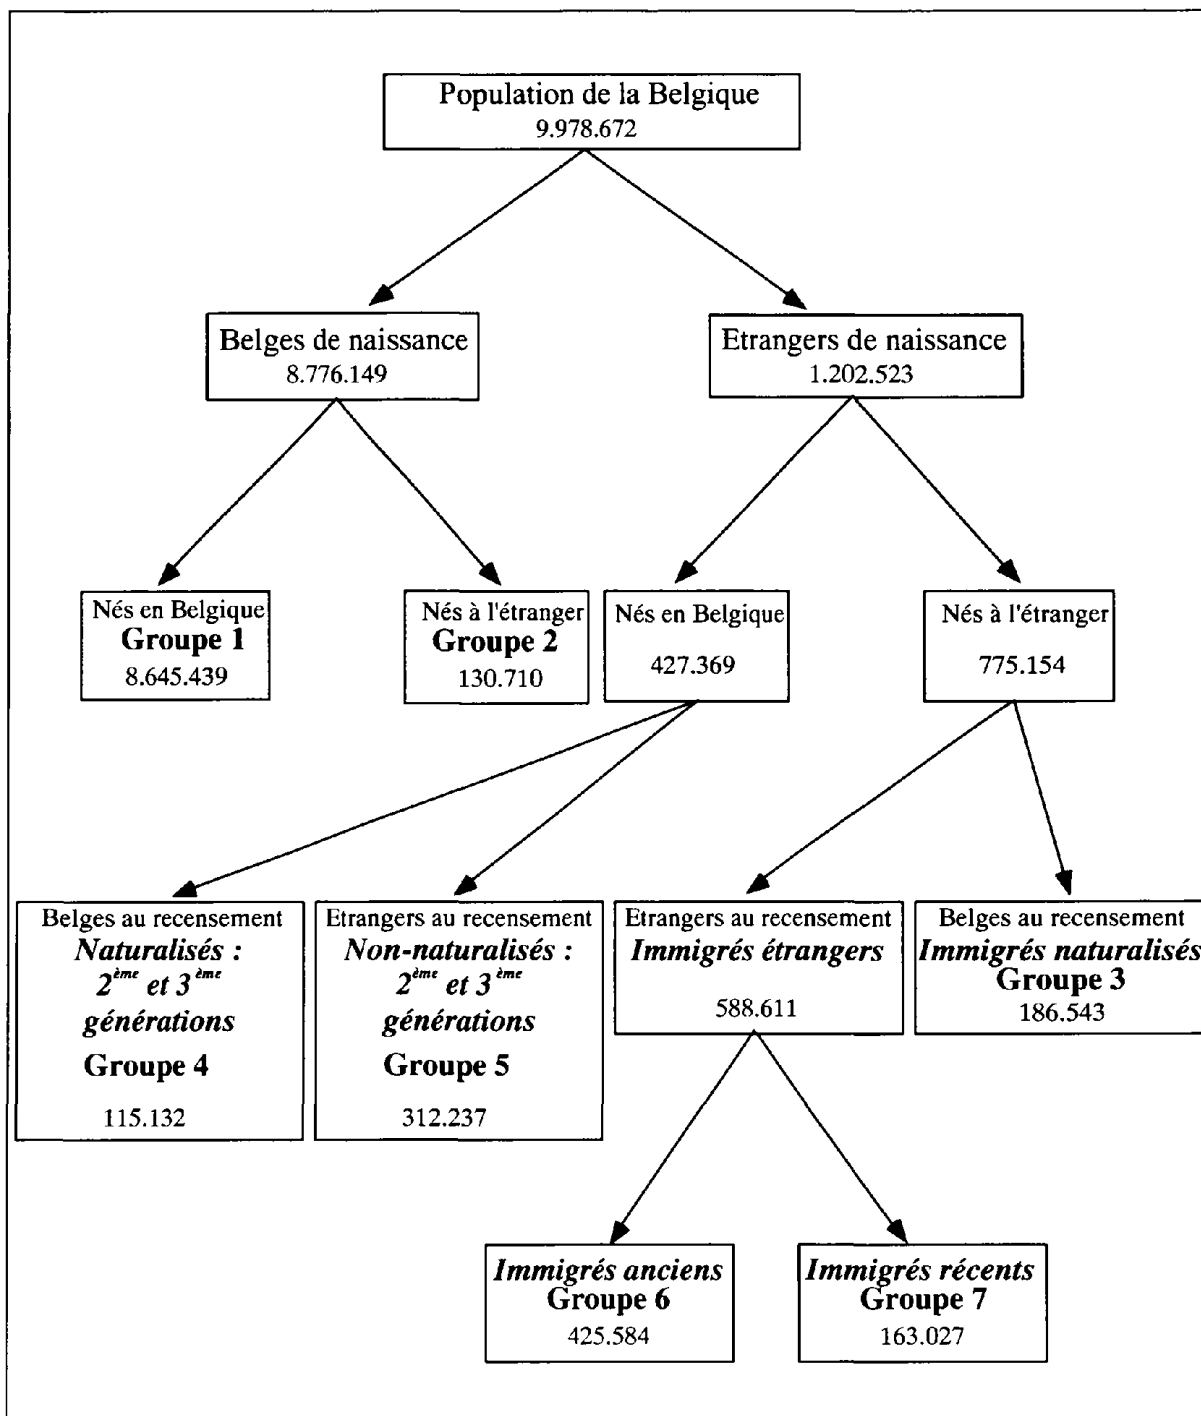 Population de la Belgique
9.978.672
Belges de naissance
8.776.149
Etrangers de naissance
1.202.523
Nés en Belgique
Groupe 1
8.645.439
Nés à l'étranger
Groupe 2
130.710
Nés en Belgique
427.369
Nés à l'étranger
775.154
Belges au recensement
Naturalisés :
2ème et 3ème
générations
Groupe 4
115.132
Etrangers au recensement
Non-naturalisés :
2ème et 3ème
générations
Groupe 5
312.237
Etrangers au recensement
Immigrés étrangers
588.611
Belges au recensement
Immigrés naturalisés
Groupe 3
186.543
Immigrés anciens
Groupe 6
425.584
Immigrés récents
Groupe 7
163.027